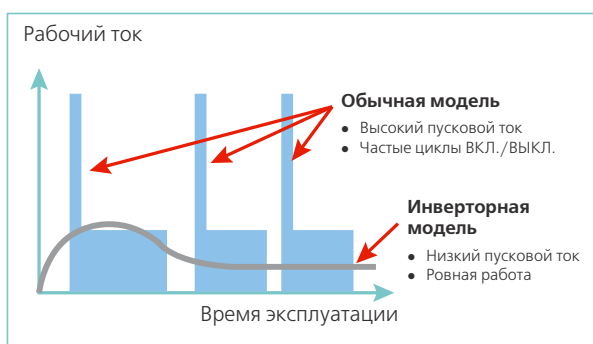 Рабочий ток
Обычная модель
● Высокий пусковой ток
● Частые циклы ВКЛ./ВЫКЛ.
Инверторная
модель
● Низкий пусковой ток
● Ровная работа
Время эксплуатации